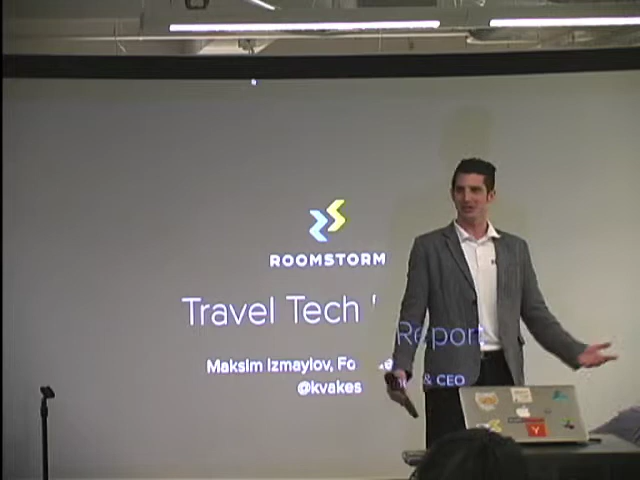 ROOMSTORM
Travel Tech ' Report
Maksim Izmaylov, Fo & CEO
@kvakes
Y